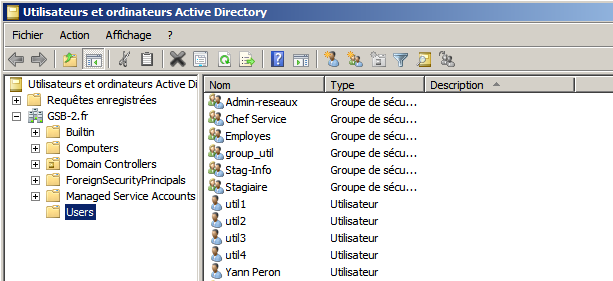 Utilisateurs et ordinateurs Active Directory
Fichier Action Affichage ?
Utilisateurs et ordinateurs Active Di
Requêtes enregistrées
GSB-2.fr
Builtin
Computers
Domain Controllers
ForeignSecurityPrincipals
Managed Service Accounts
Users
Nom Type Description
Admin-reseaux Groupe de sécu...
Chef Service Groupe de sécu...
Employes Groupe de sécu...
group_util Groupe de sécu...
Stag-Info Groupe de sécu...
Stagiaire Groupe de sécu...
util1 Utilisateur
util2 Utilisateur
util3 Utilisateur
util4 Utilisateur
Yann Peron Utilisateur